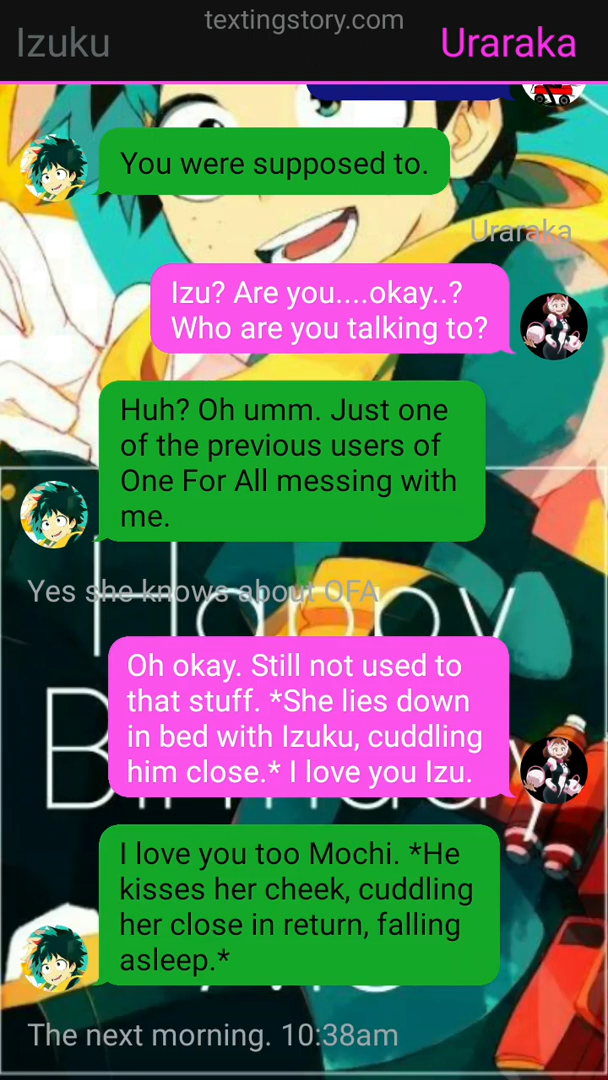 textingstory.com
Izuku
Uraraka
You were supposed to.
Uraraka
Izu? Are you....okay..?
Who are you talking to?
Huh? Oh umm. Just one
of the previous users of
One For All messing with
me.
Yes she knows about OFA
Happy
Oh okay. Still not used to
that stuff. *She lies down
in bed with Izuku, cuddling
him close.* I love you Izu.
Birthday
I love you too Mochi. *He
kisses her cheek, cuddling
her close in return, falling
asleep.*
The next morning. 10:38am